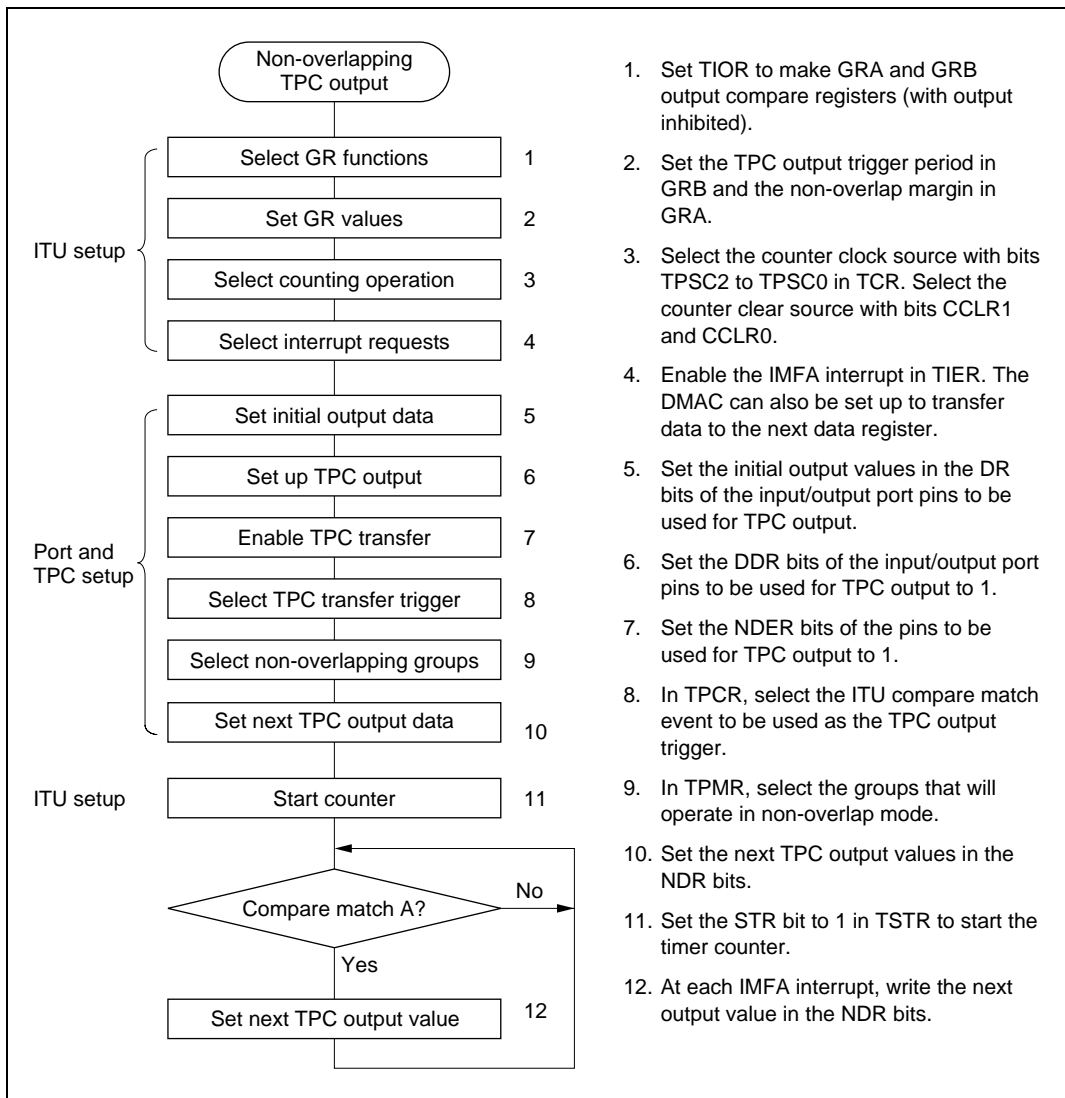 Non-overlapping
TPC output
ITU setup
Select GR functions 1
Set GR values 2
Select counting operation 3
Select interrupt requests 4
Port and
TPC setup
Set initial output data 5
Set up TPC output 6
Enable TPC transfer 7
Select TPC transfer trigger 8
Select non-overlapping groups 9
Set next TPC output data 10
ITU setup
Start counter 11
Compare match A?
No
Yes
Set next TPC output value 12
1. Set TIOR to make GRA and GRB
output compare registers (with output
inhibited).
2. Set the TPC output trigger period in
GRB and the non-overlap margin in
GRA.
3. Select the counter clock source with bits
TPSC2 to TPSC0 in TCR. Select the
counter clear source with bits CCLR1
and CCLR0.
4. Enable the IMFA interrupt in TIER. The
DMAC can also be set up to transfer
data to the next data register.
5. Set the initial output values in the DR
bits of the input/output port pins to be
used for TPC output.
6. Set the DDR bits of the input/output port
pins to be used for TPC output to 1.
7. Set the NDER bits of the pins to be
used for TPC output to 1.
8. In TPCR, select the ITU compare match
event to be used as the TPC output
trigger.
9. In TPMR, select the groups that will
operate in non-overlap mode.
10. Set the next TPC output values in the
NDR bits.
11. Set the STR bit to 1 in TSTR to start the
timer counter.
12. At each IMFA interrupt, write the next
output value in the NDR bits.